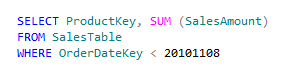 SELECT ProductKey, SUM (SalesAmount)
FROM SalesTable
WHERE OrderDateKey < 20101108